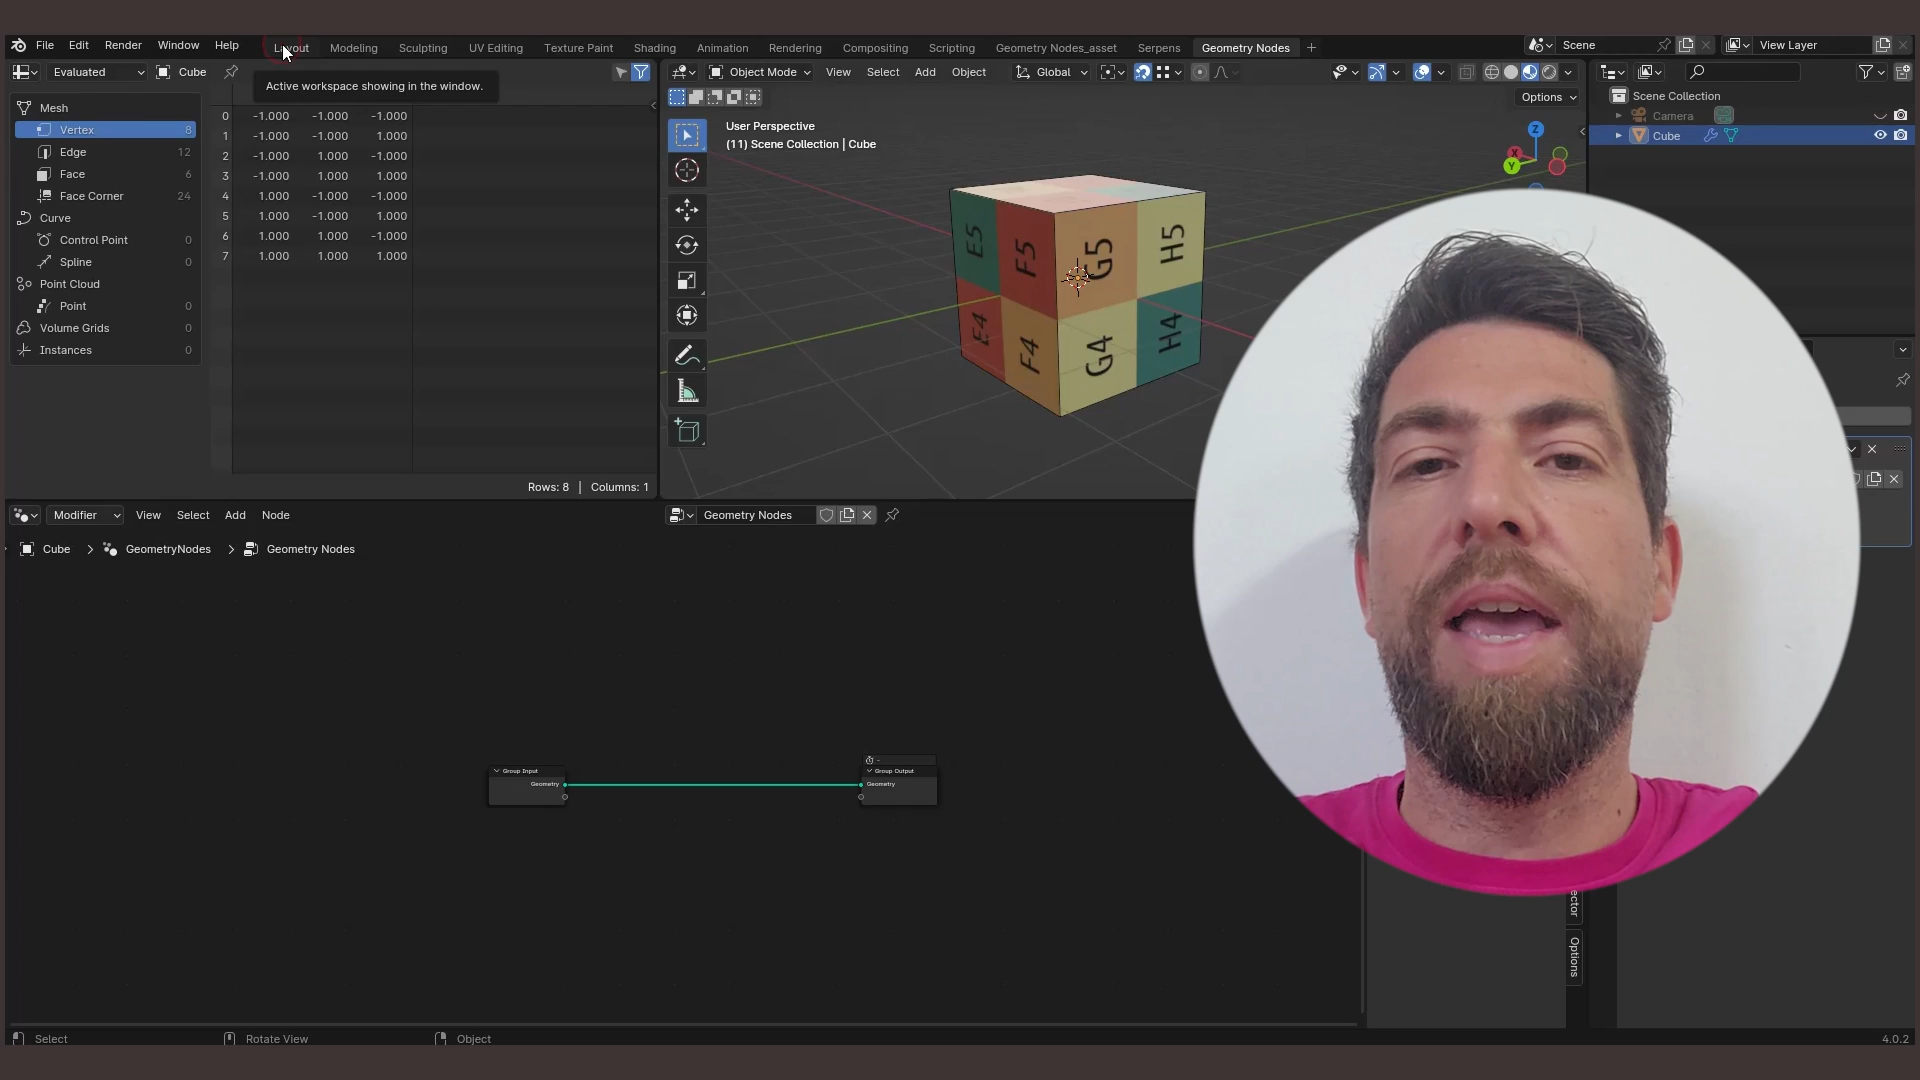 File Edit Render Window Help Layout Modeling Sculpting UV Editing Texture Paint Shading Animation Rendering Compositing Scripting Geometry Nodes_asset Serpens Geometry Nodes + Scene View Layer
Evaluated Cube
Active workspace showing in the window.
Mesh
Vertex 8
Edge 12
Face 6
Face Corner 24
Curve
Control Point 0
Spline 0
Point Cloud
Point 0
Volume Grids 0
Instances 0
0 -1.000 -1.000 -1.000
1 -1.000 -1.000 1.000
2 -1.000 1.000 -1.000
3 -1.000 1.000 1.000
4 1.000 -1.000 -1.000
5 1.000 -1.000 1.000
6 1.000 1.000 -1.000
7 1.000 1.000 1.000
Rows: 8 | Columns: 1
Object Mode View Select Add Object Global
Options
User Perspective
(11) Scene Collection | Cube
Z
Y
E5 F5 G5 H5
E4 F4 G4 H4
Scene Collection
Camera
Cube
Modifier View Select Add Node Geometry Nodes
Cube > GeometryNodes > Geometry Nodes
Group Input
Geometry
Group Output
Geometry
ector
Options
Select Rotate View Object 4.0.2